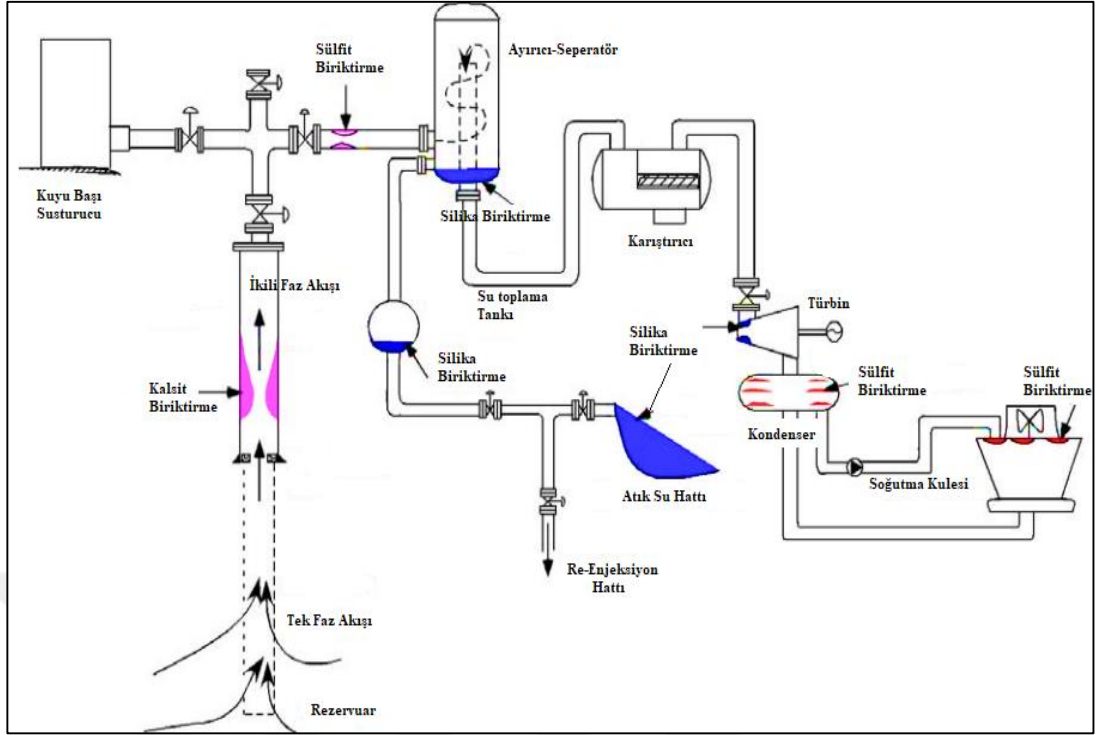 Sülfit
Biriktirme
Ayırıcı-Seperatör
Kuyu Başı
Susturucu
Silika Biriktirme
Karıştırıcı
İkili Faz Akışı
Su toplama
Tankı
Türbin
Silika
Biriktirme
Silika
Biriktirme
Kalsit
Biriktirme
Sülfit
Biriktirme
Sülfit
Biriktirme
Kondenser
Soğutma Kulesi
Atık Su Hattı
Re-Enjeksiyon
Hattı
Tek Faz Akışı
Rezervuar